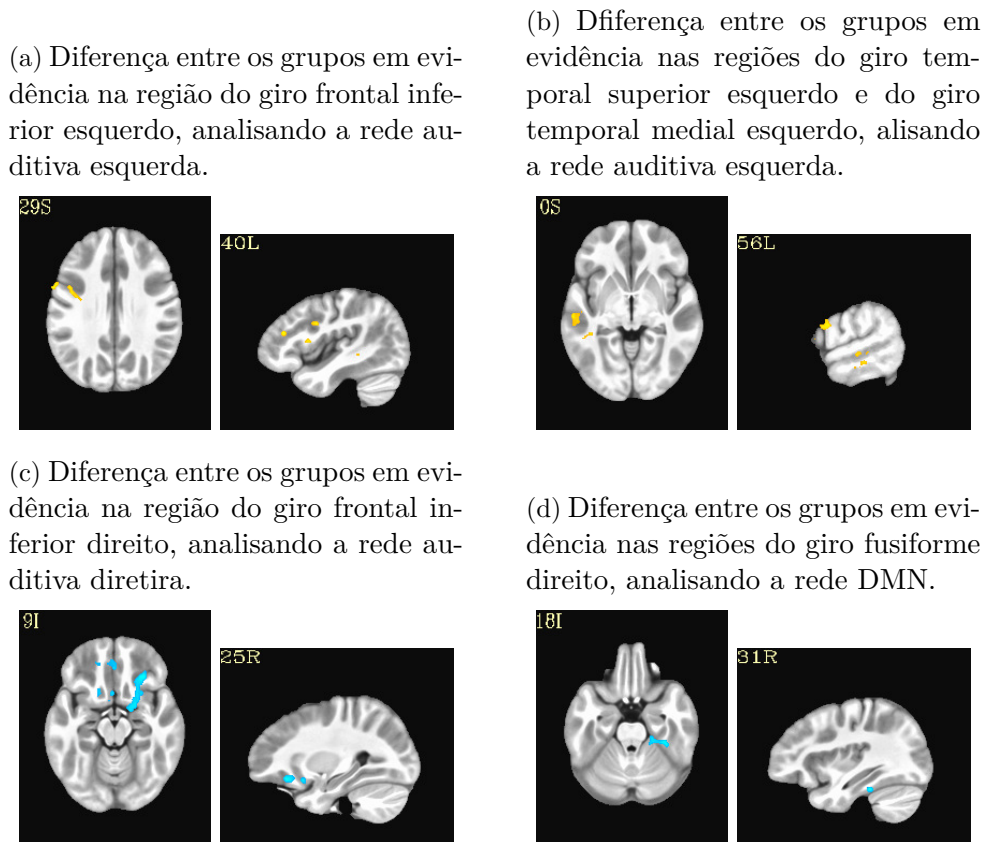 (a) Diferença entre os grupos em evi-
dência na região do giro frontal infe-
rior esquerdo, analisando a rede au-
ditiva esquerda.
29S
40L
(b) Dfiferença entre os grupos em
evidência nas regiões do giro tem-
poral superior esquerdo e do giro
temporal medial esquerdo, alisando
a rede auditiva esquerda.
0S
56L
(c) Diferença entre os grupos em evi-
dência na região do giro frontal in-
ferior direito, analisando a rede au-
ditiva diretira.
9I
25R
(d) Diferença entre os grupos em evi-
dência nas regiões do giro fusiforme
direito, analisando a rede DMN.
18I
31R